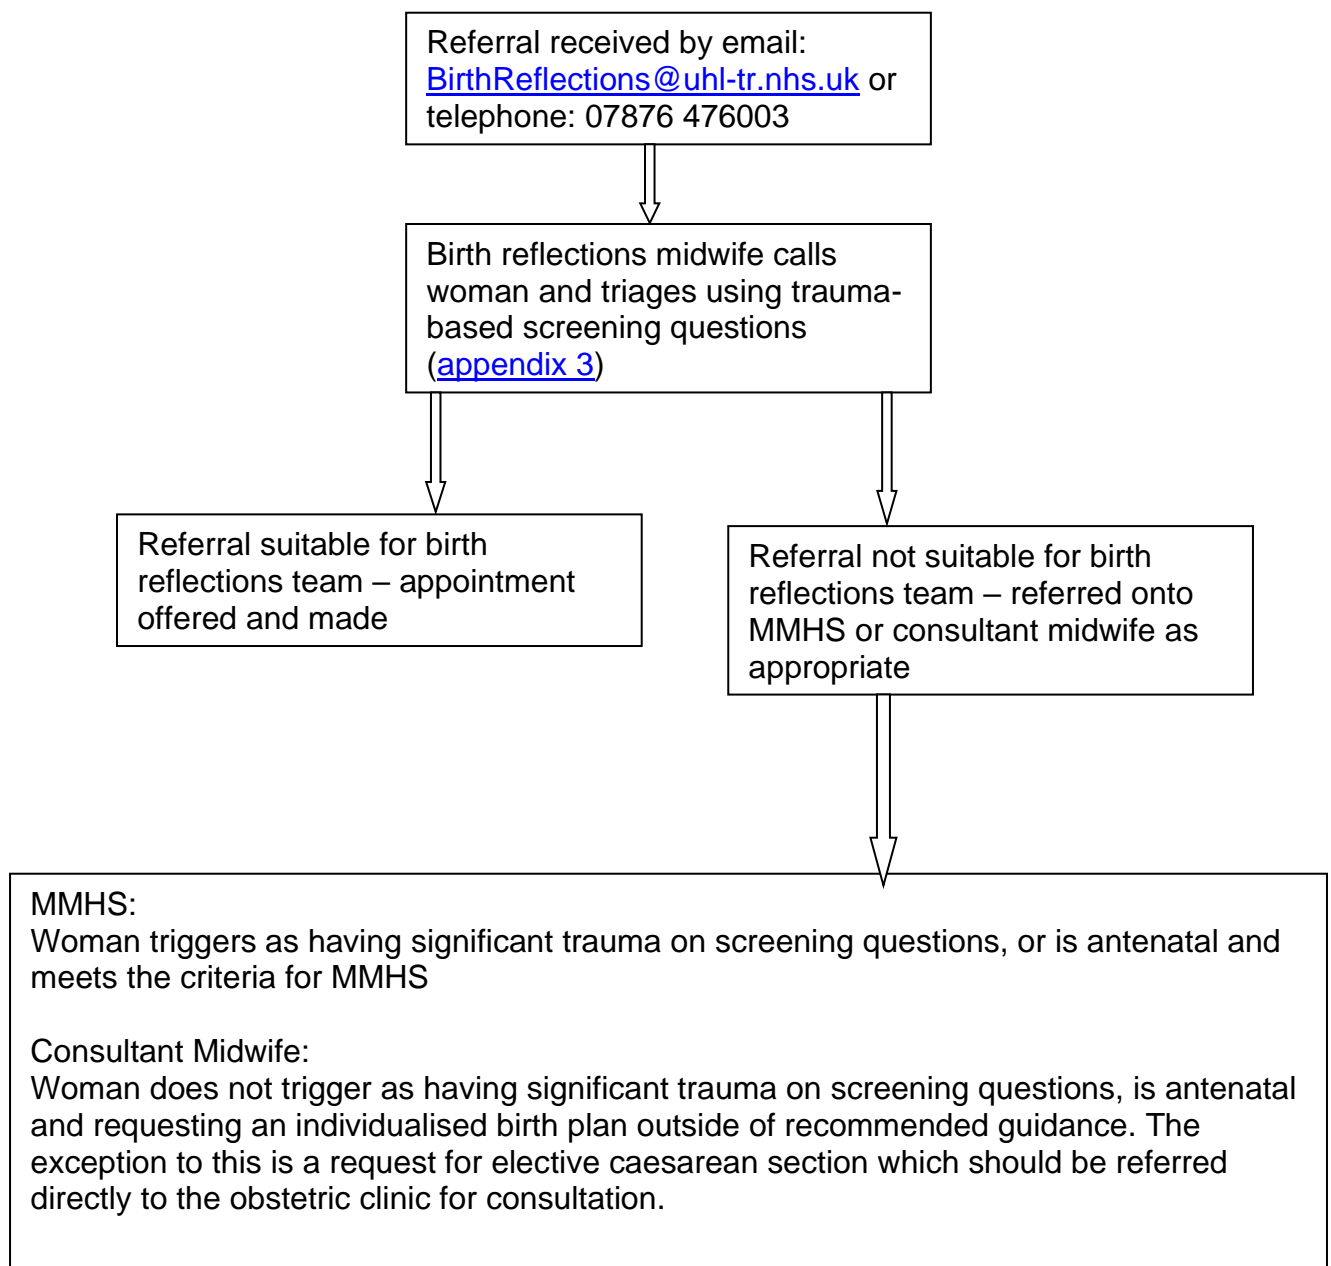 Referral received by email:
BirthReflections@uhl-tr.nhs.uk or
telephone: 07876 476003
Birth reflections midwife calls
woman and triages using trauma-
based screening questions
(appendix 3)
Referral suitable for birth
reflections team – appointment
offered and made
Referral not suitable for birth
reflections team – referred onto
MMHS or consultant midwife as
appropriate
MMHS:
Woman triggers as having significant trauma on screening questions, or is antenatal and
meets the criteria for MMHS
Consultant Midwife:
Woman does not trigger as having significant trauma on screening questions, is antenatal
and requesting an individualised birth plan outside of recommended guidance. The
exception to this is a request for elective caesarean section which should be referred
directly to the obstetric clinic for consultation.